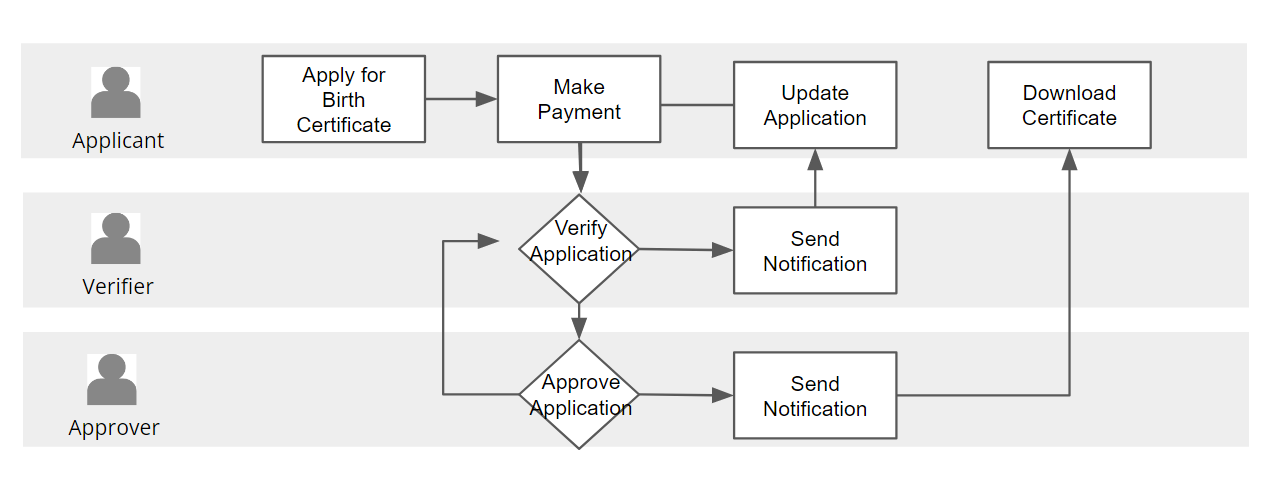 Apply for
Birth
Certificate
Make
Payment
Update
Application
Download
Certificate
Applicant
Verify
Application
Send
Notification
Verifier
Approve
Application
Send
Notification
Approver